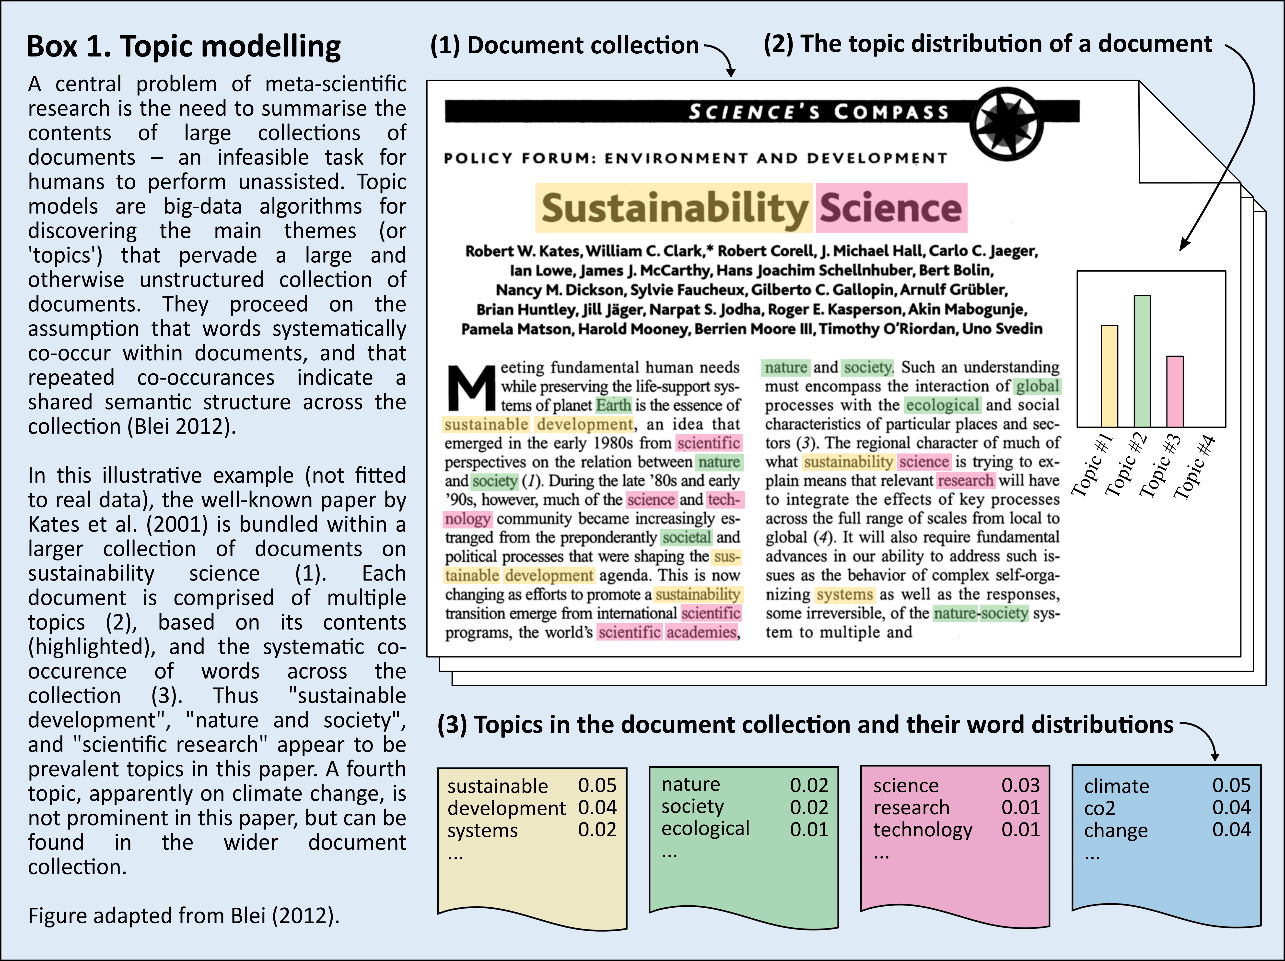 Box 1. Topic modelling
A central problem of meta-scientific
research is the need to summarise the
contents of large collections of
documents – an infeasible task for
humans to perform unassisted. Topic
models are big-data algorithms for
discovering the main themes (or
'topics') that pervade a large and
otherwise unstructured collection of
documents. They proceed on the
assumption that words systematically
co-occur within documents, and that
repeated co-occurances indicate a
shared semantic structure across the
collection (Blei 2012).
In this illustrative example (not fitted
to real data), the well-known paper by
Kates et al. (2001) is bundled within a
larger collection of documents on
sustainability science (1). Each
document is comprised of multiple
topics (2), based on its contents
(highlighted), and the systematic co-
occurence of words across the
collection (3). Thus "sustainable
development", "nature and society",
and "scientific research" appear to be
prevalent topics in this paper. A fourth
topic, apparently on climate change, is
not prominent in this paper, but can be
found in the wider document
collection.
Figure adapted from Blei (2012).
(1) Document collection
(2) The topic distribution of a document
SCIENCE'S COMPASS
POLICY FORUM: ENVIRONMENT AND DEVELOPMENT
Sustainability Science
Robert W. Kates, William C. Clark,* Robert Corell, J. Michael Hall, Carlo C. Jaeger,
Ian Lowe, James J. McCarthy, Hans Joachim Schellnhuber, Bert Bolin,
Nancy M. Dickson, Sylvie Faucheux, Gilberto C. Gallopin, Arnulf Grübler,
Brian Huntley, Jill Jäger, Narpat S. Jodha, Roger E. Kasperson, Akin Mabogunje,
Pamela Matson, Harold Mooney, Berrien Moore III, Timothy O'Riordan, Uno Svedin
Meeting fundamental human needs
while preserving the life-support sys-
tems of planet Earth is the essence of
sustainable development, an idea that
emerged in the early 1980s from scientific
perspectives on the relation between nature
and society (1). During the late '80s and early
'90s, however, much of the science and tech-
nology community became increasingly es-
tranged from the preponderantly societal and
political processes that were shaping the sus-
tainable development agenda. This is now
changing as efforts to promote a sustainability
transition emerge from international scientific
programs, the world's scientific academies,
nature and society. Such an understanding
must encompass the interaction of global
processes with the ecological and social
characteristics of particular places and sec-
tors (3). The regional character of much of
what sustainability science is trying to ex-
plain means that relevant research will have
to integrate the effects of key processes
across the full range of scales from local to
global (4). It will also require fundamental
advances in our ability to address such is-
sues as the behavior of complex self-orga-
nizing systems as well as the responses,
some irreversible, of the nature-society sys-
tem to multiple and
Topic #1
Topic #2
Topic #3
Topic #4
(3) Topics in the document collection and their word distributions
sustainable 0.05
development 0.04
systems 0.02
...
nature 0.02
society 0.02
ecological 0.01
...
science 0.03
research 0.01
technology 0.01
...
climate 0.05
co2 0.04
change 0.04
...